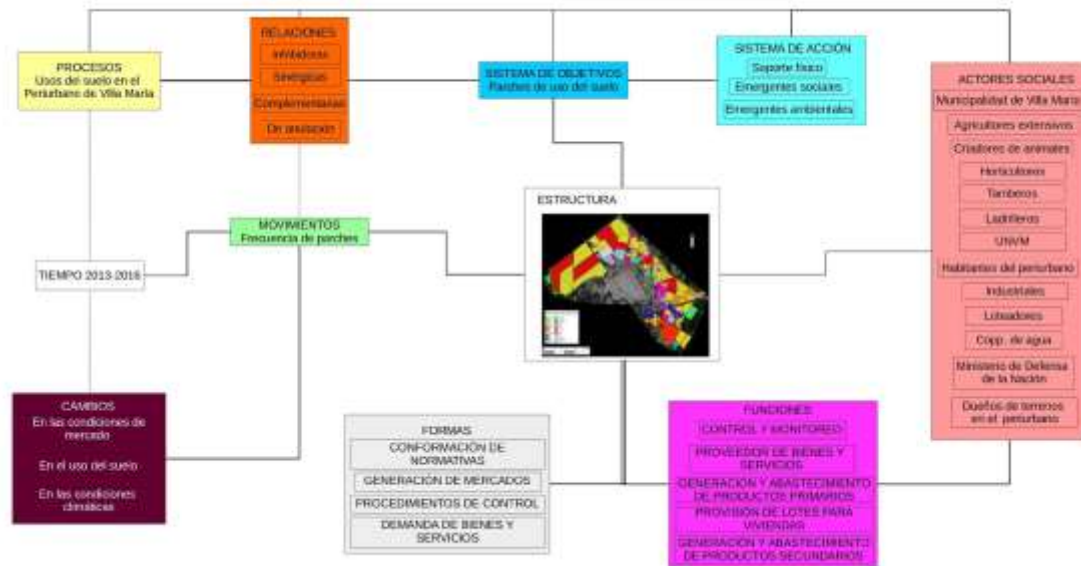 PROCESOS
Usos del suelo en el
Periurbano de Villa María
RELACIONES
Inhibidoras
Sinérgicas
Complementarias
De anulación
SISTEMA DE OBJETIVOS
Parches de uso del suelo
SISTEMA DE ACCIÓN
Soporte físico
Emergentes sociales
Emergentes ambientales
ACTORES SOCIALES
Municipalidad de Villa María
Agricultores extensivos
Criadores de animales
Horticultores
Tamberos
Ladrilleros
UNVM
Habitantes del periurbano
Industriales
Loteadores
Copp. de agua
Ministerio de Defensa
de la Nación
Dueños de terrenos
en el periurbano
MOVIMIENTOS
Frecuencia de parches
ESTRUCTURA
TIEMPO 2013-2016
CAMBIOS
En las condiciones de
mercado
En el uso del suelo
En las condiciones
climáticas
FORMAS
CONFORMACIÓN DE
NORMATIVAS
GENERACIÓN DE MERCADOS
PROCEDIMIENTOS DE CONTROL
DEMANDA DE BIENES Y
SERVICIOS
FUNCIONES
CONTROL Y MONITOREO
PROVEEDOR DE BIENES Y
SERVICIOS
GENERACIÓN Y ABASTECIMIENTO
DE PRODUCTOS PRIMARIOS
PROVISIÓN DE LOTES PARA
VIVIENDAS
GENERACIÓN Y ABASTECIMIENTO
DE PRODUCTOS SECUNDARIOS